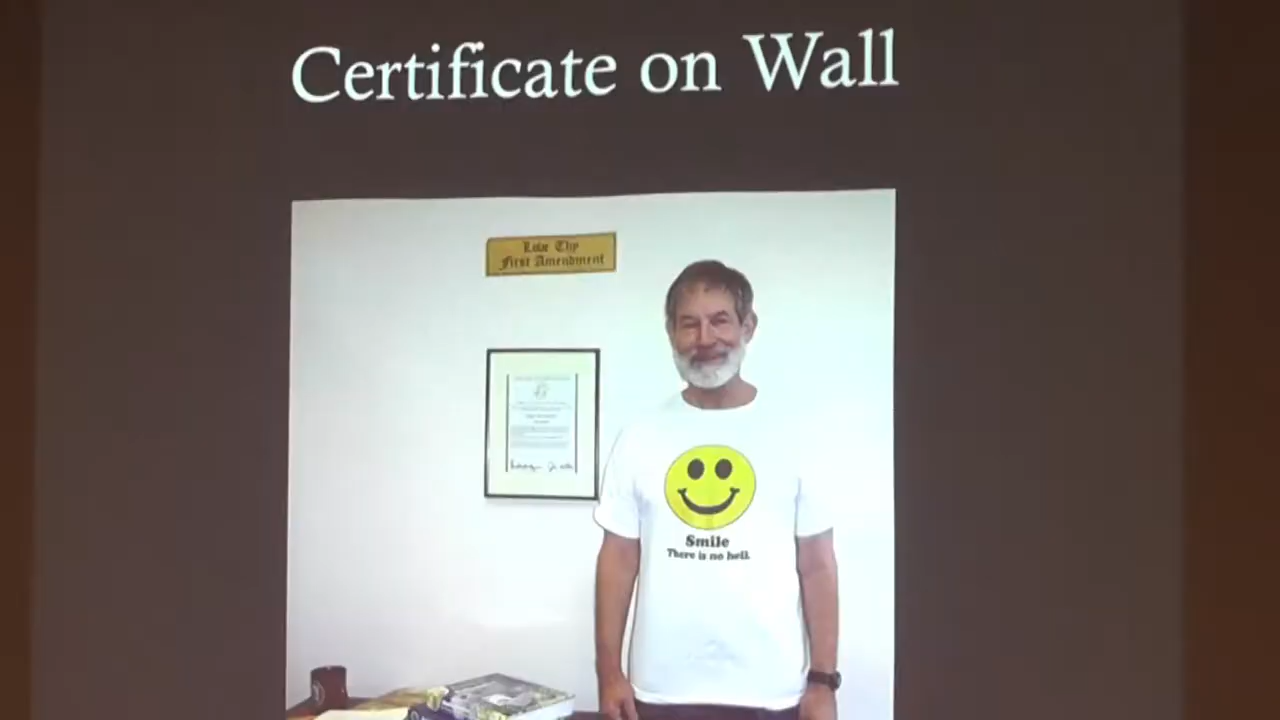 Certificate on Wall
Love Thy
First Amendment
Smile
There is no hell.